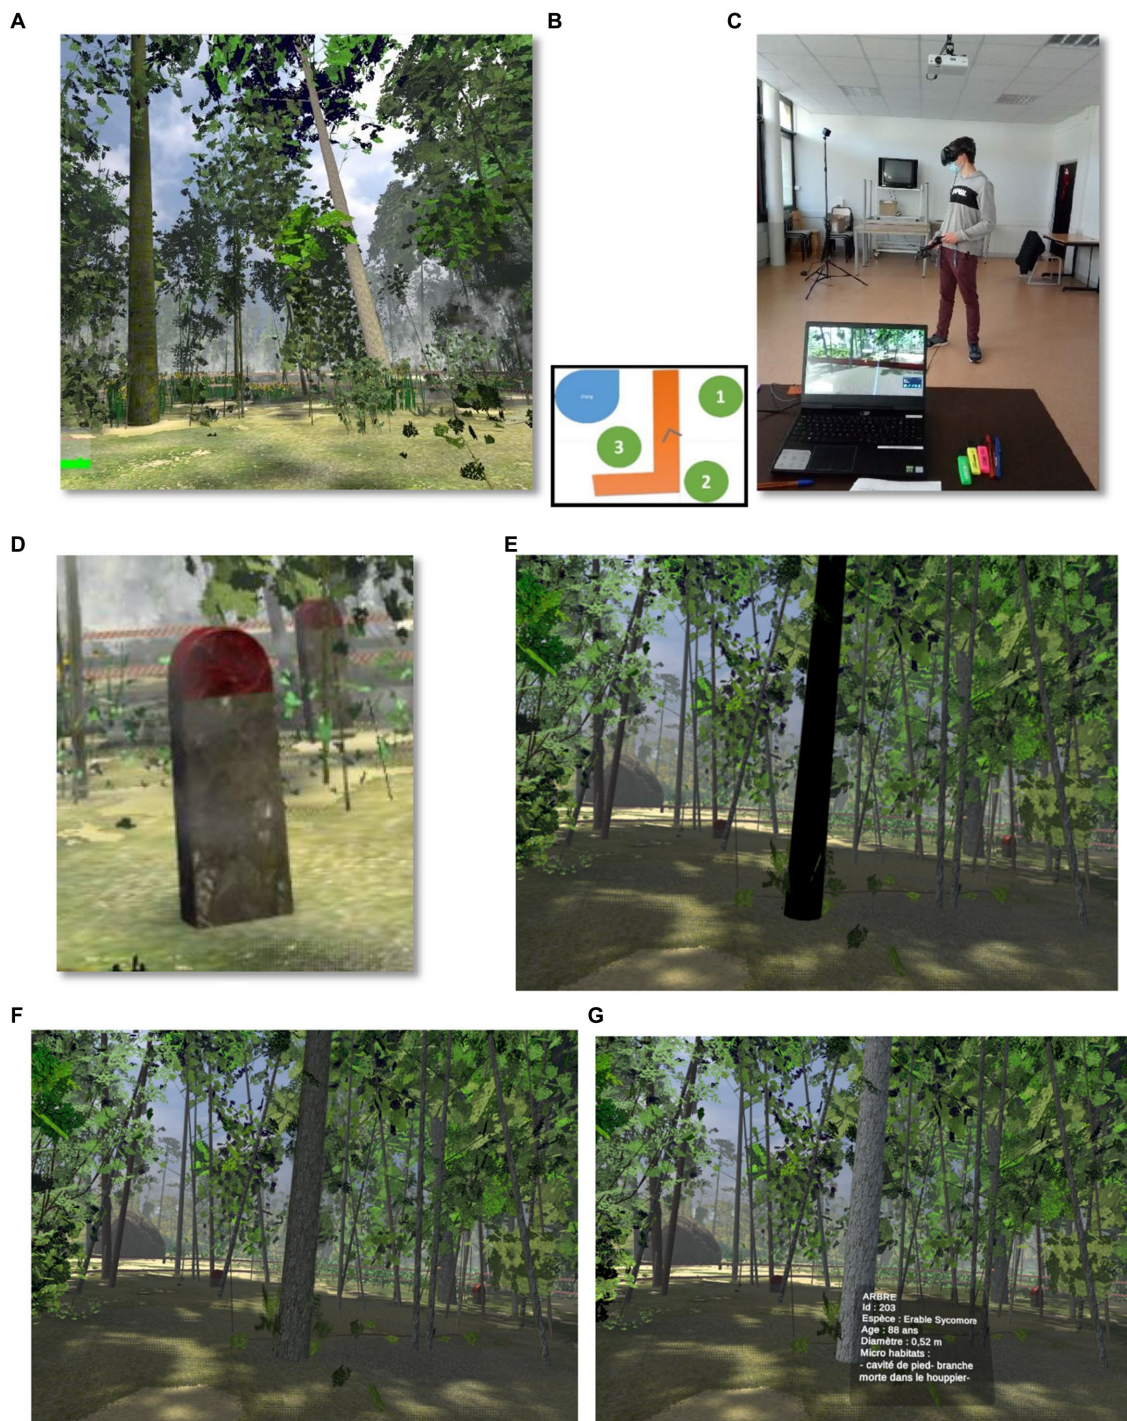 A
B
C
1
3
2
D
E
F
G
ARBRE
Id : 203
Espèce : Erable Sycomore
Age : 88 ans
Diamètre : 0,52 m
Micro habitats :
- cavité de pied- branche
morte dans le houppier-